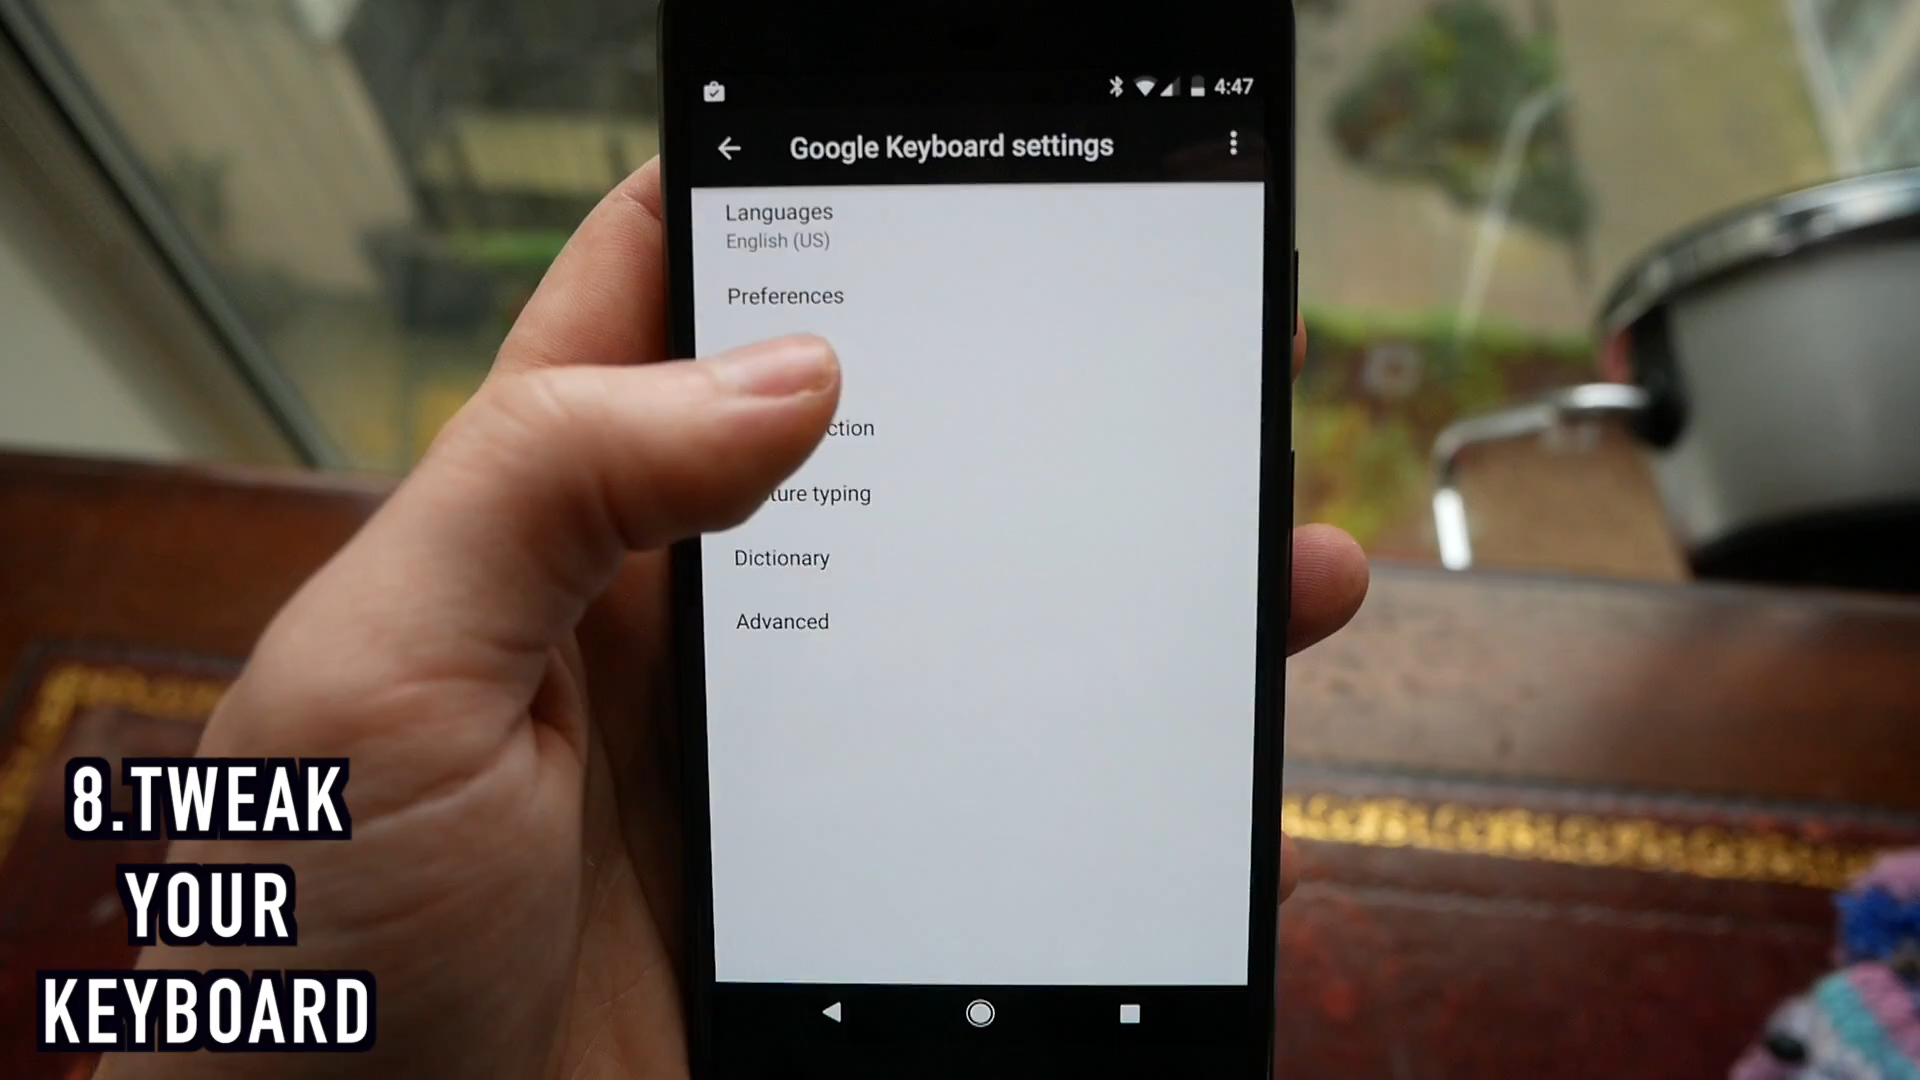 4:47
Google Keyboard settings
Languages
English (US)
Preferences
ction
ture typing
Dictionary
Advanced
8.TWEAK
YOUR
KEYBOARD